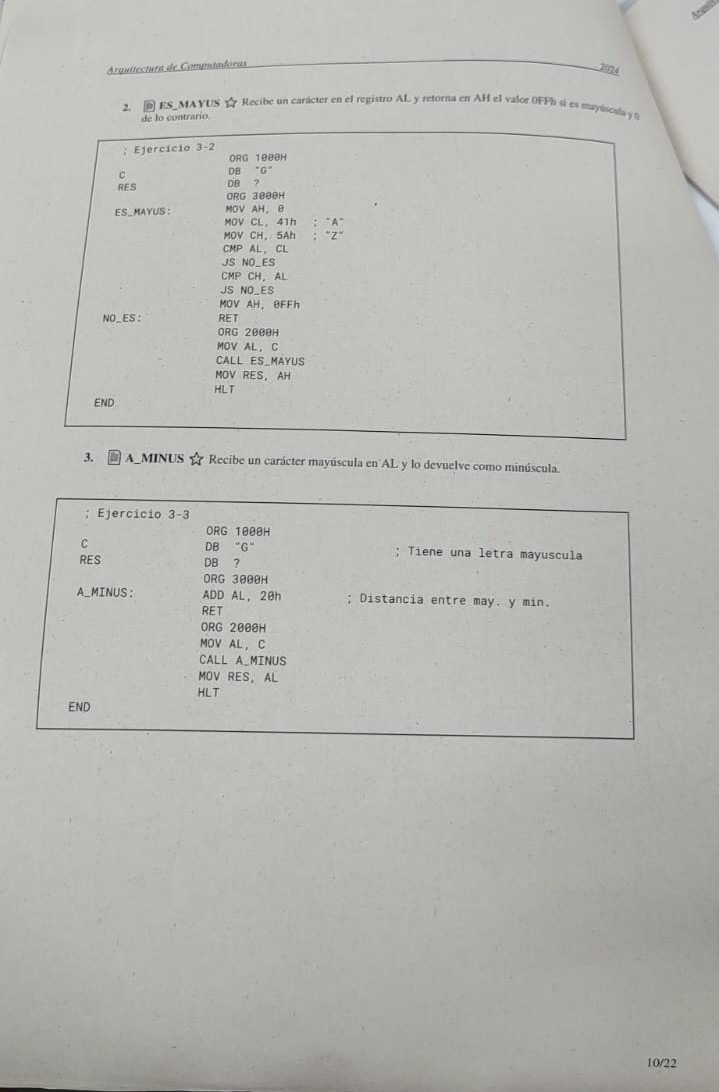 Arquitectura de Computadoras 2024
2. ES_MAYUS ☆ Recibe un carácter en el registro AL y retorna en AH el valor 0FFh si es mayúscula y 0
de lo contrario.
; Ejercicio 3-2
ORG 1000H
C DB "G"
RES DB ?
ORG 3000H
ES_MAYUS: MOV AH, 0
MOV CL, 41h ; "A"
MOV CH, 5Ah ; "Z"
CMP AL, CL
JS NO_ES
CMP CH, AL
JS NO_ES
MOV AH, 0FFh
NO_ES: RET
ORG 2000H
MOV AL, C
CALL ES_MAYUS
MOV RES, AH
HLT
END
3. A_MINUS ☆ Recibe un carácter mayúscula en AL y lo devuelve como minúscula.
; Ejercicio 3-3
ORG 1000H
C DB "G" ; Tiene una letra mayuscula
RES DB ?
ORG 3000H
A_MINUS: ADD AL, 20h ; Distancia entre may. y min.
RET
ORG 2000H
MOV AL, C
CALL A_MINUS
MOV RES, AL
HLT
END
10/22